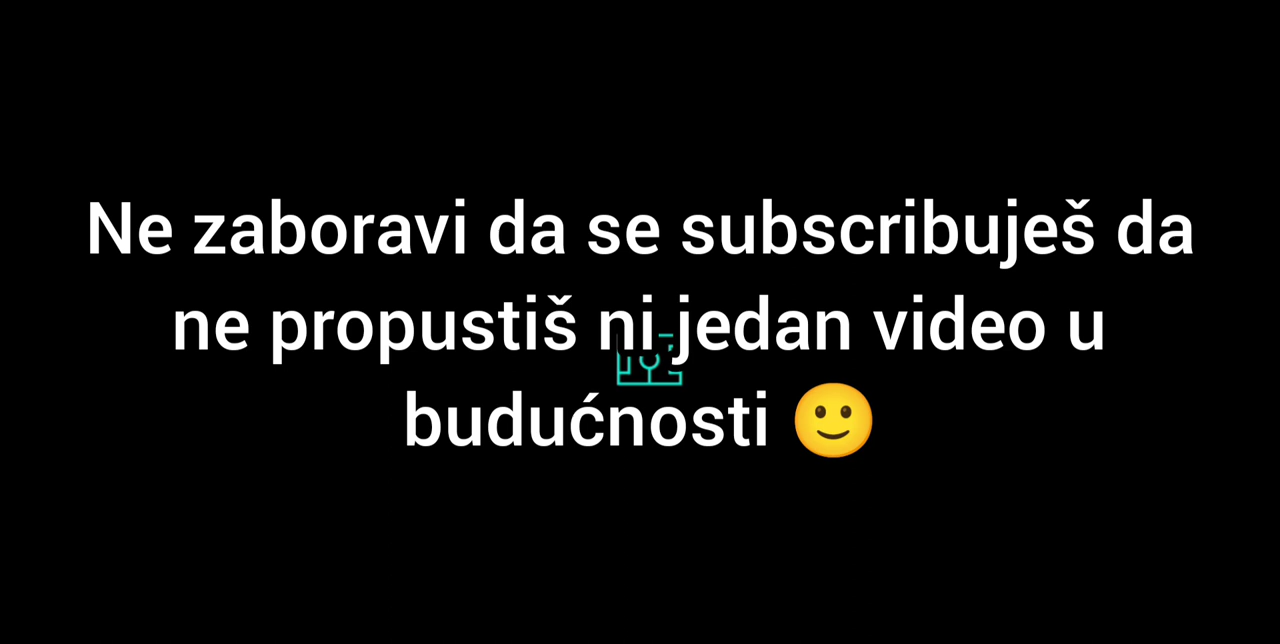 Ne zaboravi da se subscribuješ da
ne propustiš ni jedan video u
budućnosti 🙂